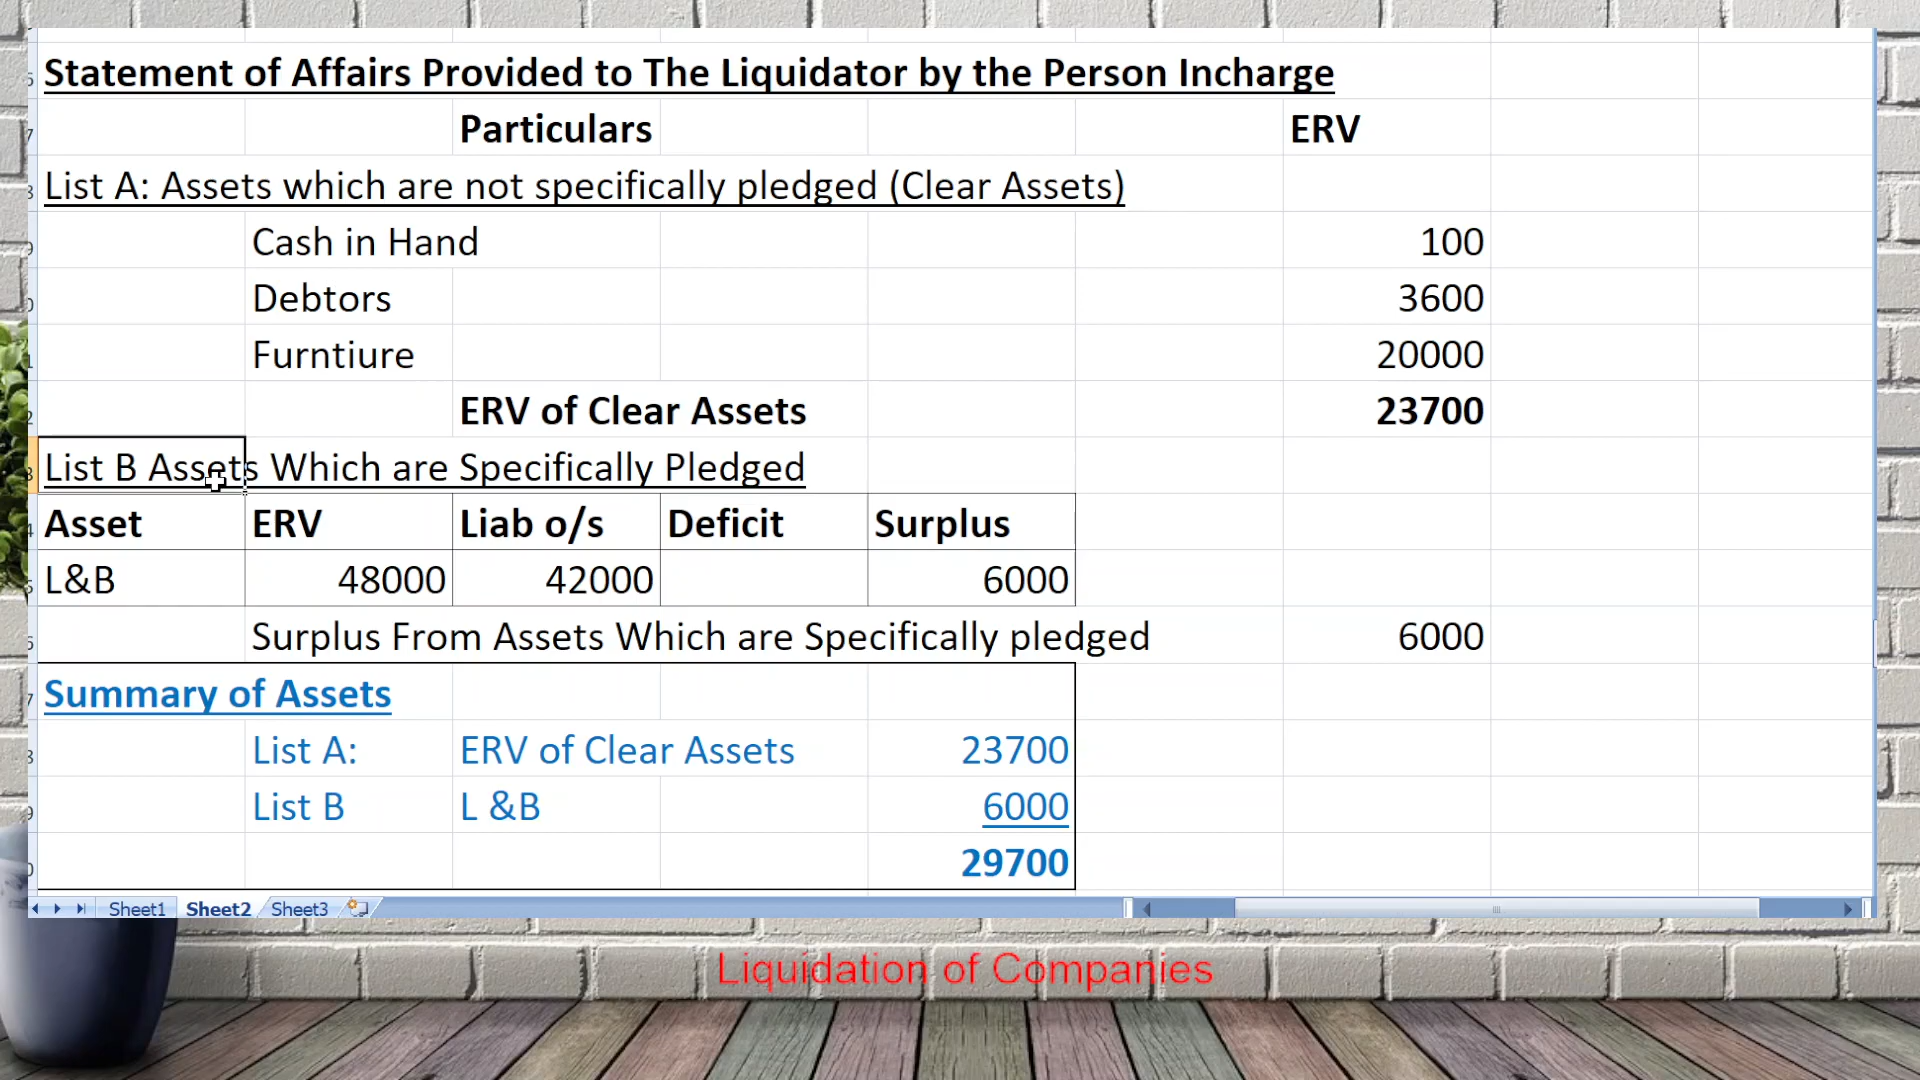 Statement of Affairs Provided to The Liquidator by the Person Incharge
Particulars ERV
List A: Assets which are not specifically pledged (Clear Assets)
Cash in Hand 100
Debtors 3600
Furntiure 20000
ERV of Clear Assets 23700
List B Assets Which are Specifically Pledged
Asset ERV Liab o/s Deficit Surplus
L&B 48000 42000 6000
Surplus From Assets Which are Specifically pledged 6000
Summary of Assets
List A: ERV of Clear Assets 23700
List B L &B 6000
29700
Sheet1 Sheet2 Sheet3
Liquidation of Companies